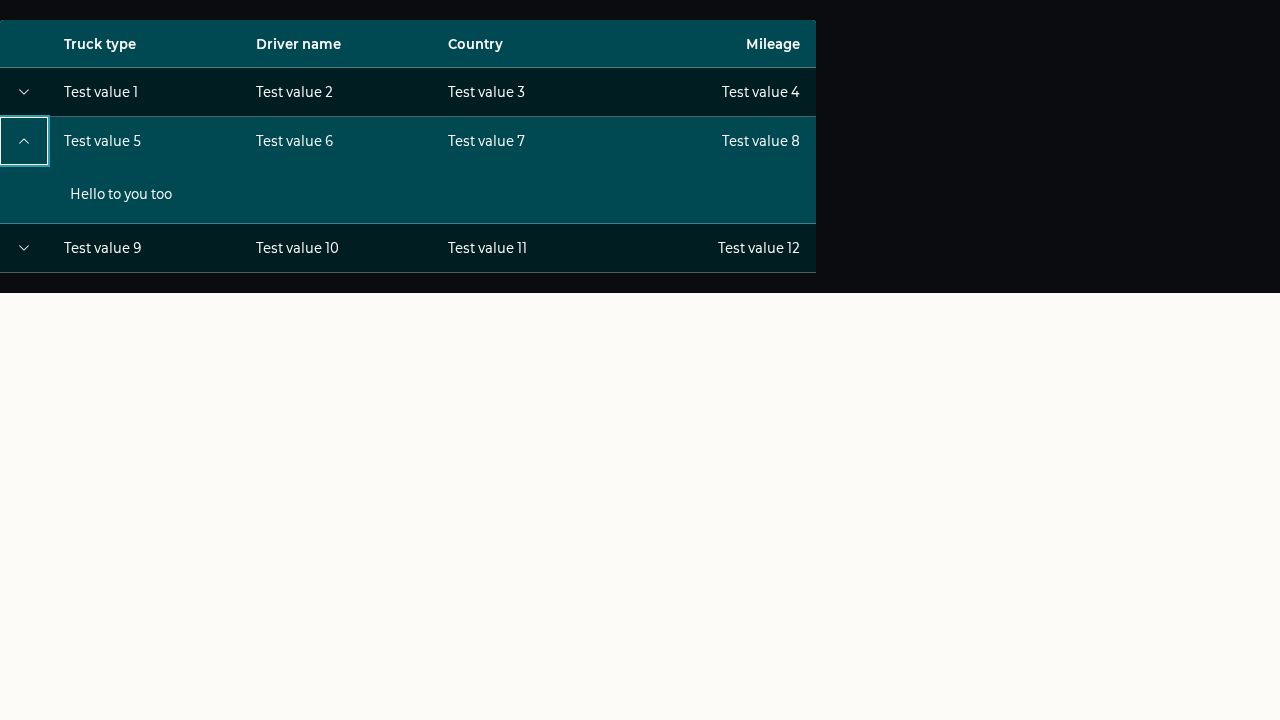 Truck type Driver name Country Mileage
Test value 1 Test value 2 Test value 3 Test value 4
Test value 5 Test value 6 Test value 7 Test value 8
Hello to you too
Test value 9 Test value 10 Test value 11 Test value 12